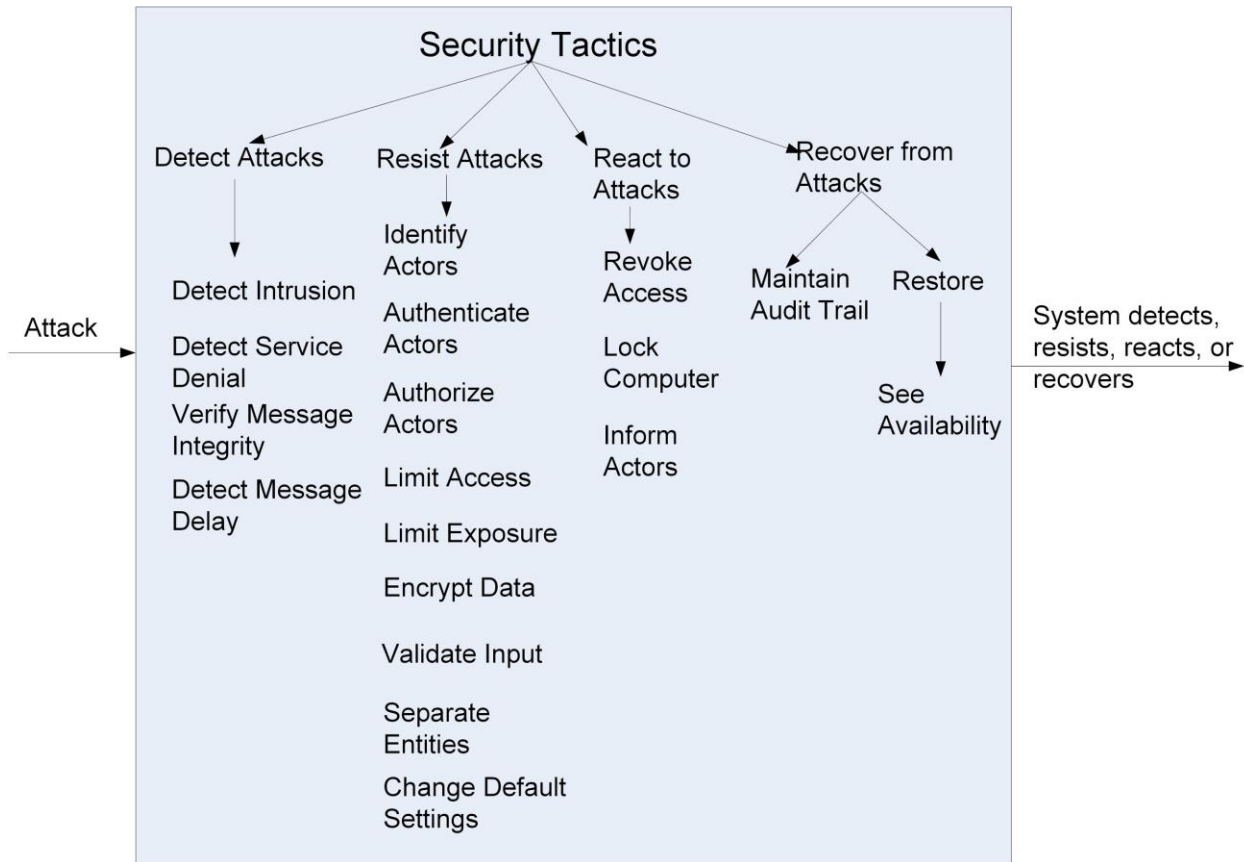 Security Tactics
Detect Attacks
Resist Attacks
React to
Attacks
Recover from
Attacks
Attack
Detect Intrusion
Detect Service
Denial
Verify Message
Integrity
Detect Message
Delay
Identify
Actors
Authenticate
Actors
Authorize
Actors
Limit Access
Limit Exposure
Encrypt Data
Validate Input
Separate
Entities
Change Default
Settings
Revoke
Access
Lock
Computer
Inform
Actors
Maintain
Audit Trail
Restore
See
Availability
System detects,
resists, reacts, or
recovers